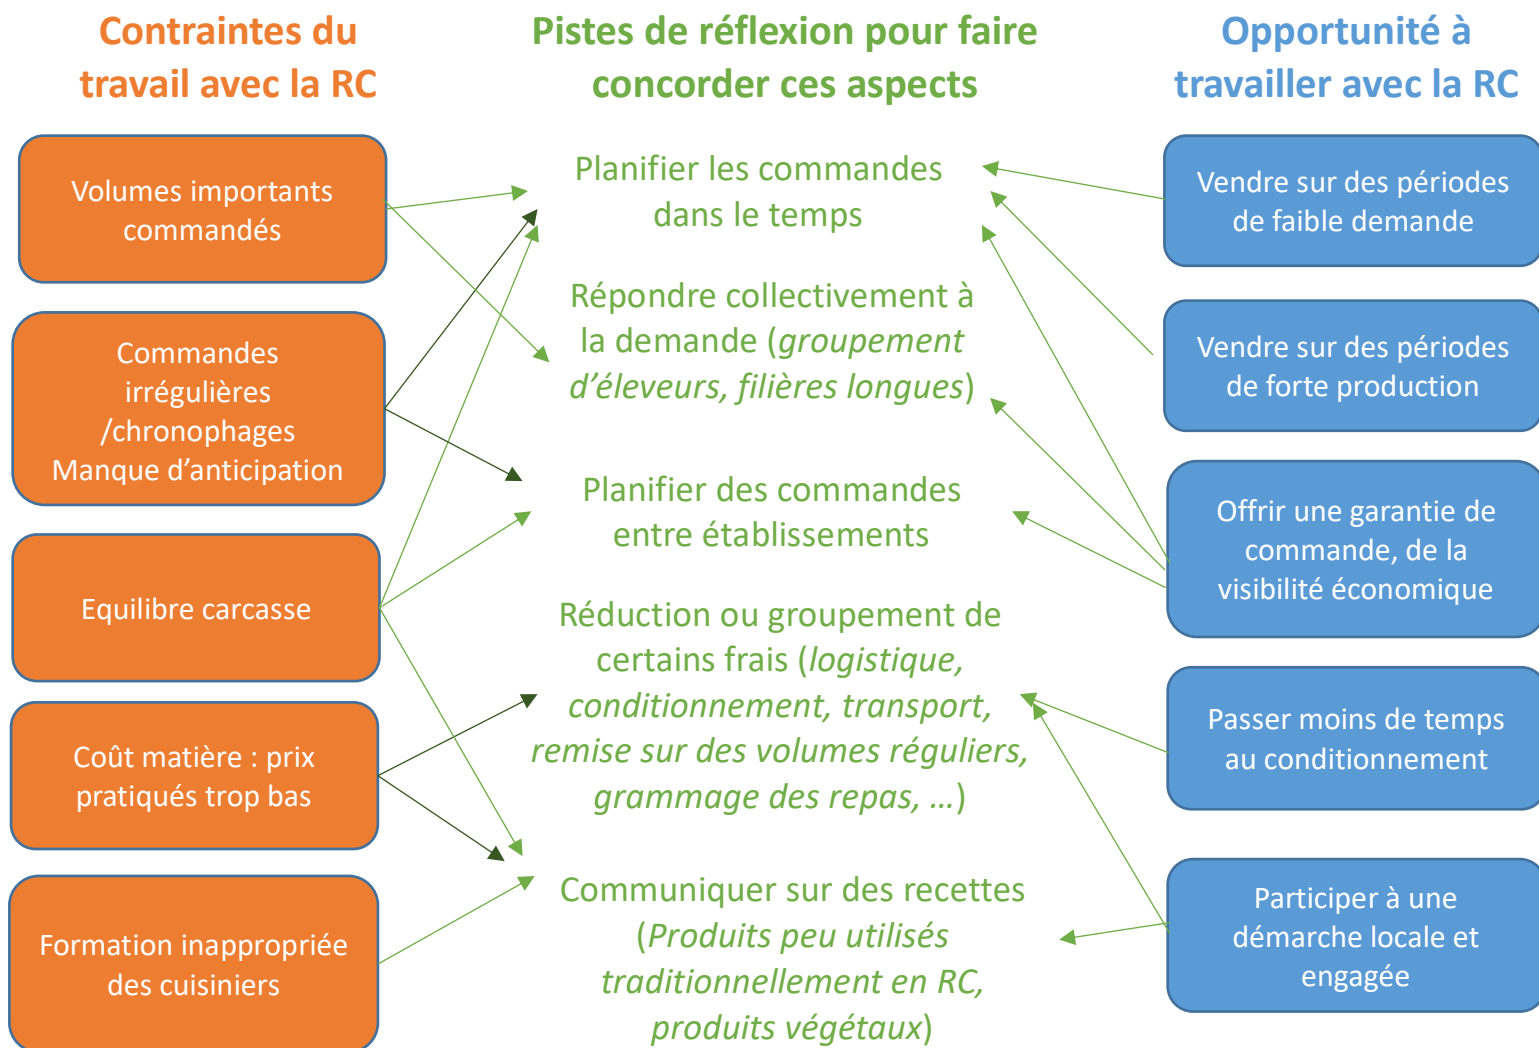 Contraintes du
travail avec la RC
Volumes importants
commandés
Commandes
irrégulières
/chronophages
Manque d’anticipation
Equilibre carcasse
Coût matière : prix
pratiqués trop bas
Formation inappropriée
des cuisiniers
Pistes de réflexion pour faire
concorder ces aspects
Planifier les commandes
dans le temps
Répondre collectivement à
la demande (groupement
d’éleveurs, filières longues)
Planifier des commandes
entre établissements
Réduction ou groupement de
certains frais (logistique,
conditionnement, transport,
remise sur des volumes réguliers,
grammage des repas, …)
Communiquer sur des recettes
(Produits peu utilisés
traditionnellement en RC,
produits végétaux)
Opportunité à
travailler avec la RC
Vendre sur des périodes
de faible demande
Vendre sur des périodes
de forte production
Offrir une garantie de
commande, de la
visibilité économique
Passer moins de temps
au conditionnement
Participer à une
démarche locale et
engagée